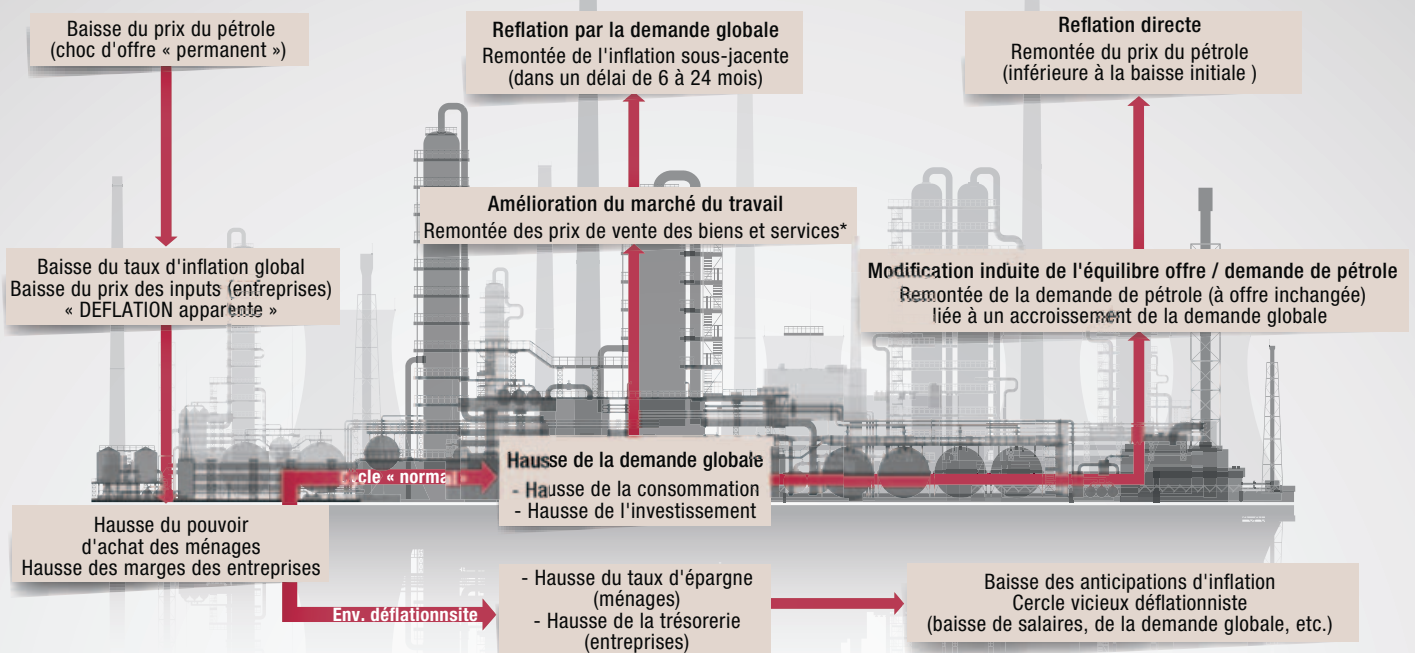 Baisse du prix du pétrole
(choc d'offre « permanent »)
Baisse du taux d'inflation global
Baisse du prix des inputs (entreprises)
« DEFLATION apparente »
Hausse du pouvoir
d'achat des ménages
Hausse des marges des entreprises
Cycle « normal »
Hausse de la demande globale
- Hausse de la consommation
- Hausse de l'investissement
Amélioration du marché du travail
Remontée des prix de vente des biens et services*
Reflation par la demande globale
Remontée de l'inflation sous-jacente
(dans un délai de 6 à 24 mois)
Modification induite de l'équilibre offre / demande de pétrole
Remontée de la demande de pétrole (à offre inchangée)
liée à un accroissement de la demande globale
Reflation directe
Remontée du prix du pétrole
(inférieure à la baisse initiale )
Env. déflationnsite
- Hausse du taux d'épargne
(ménages)
- Hausse de la trésorerie
(entreprises)
Baisse des anticipations d'inflation
Cercle vicieux déflationniste
(baisse de salaires, de la demande globale, etc.)